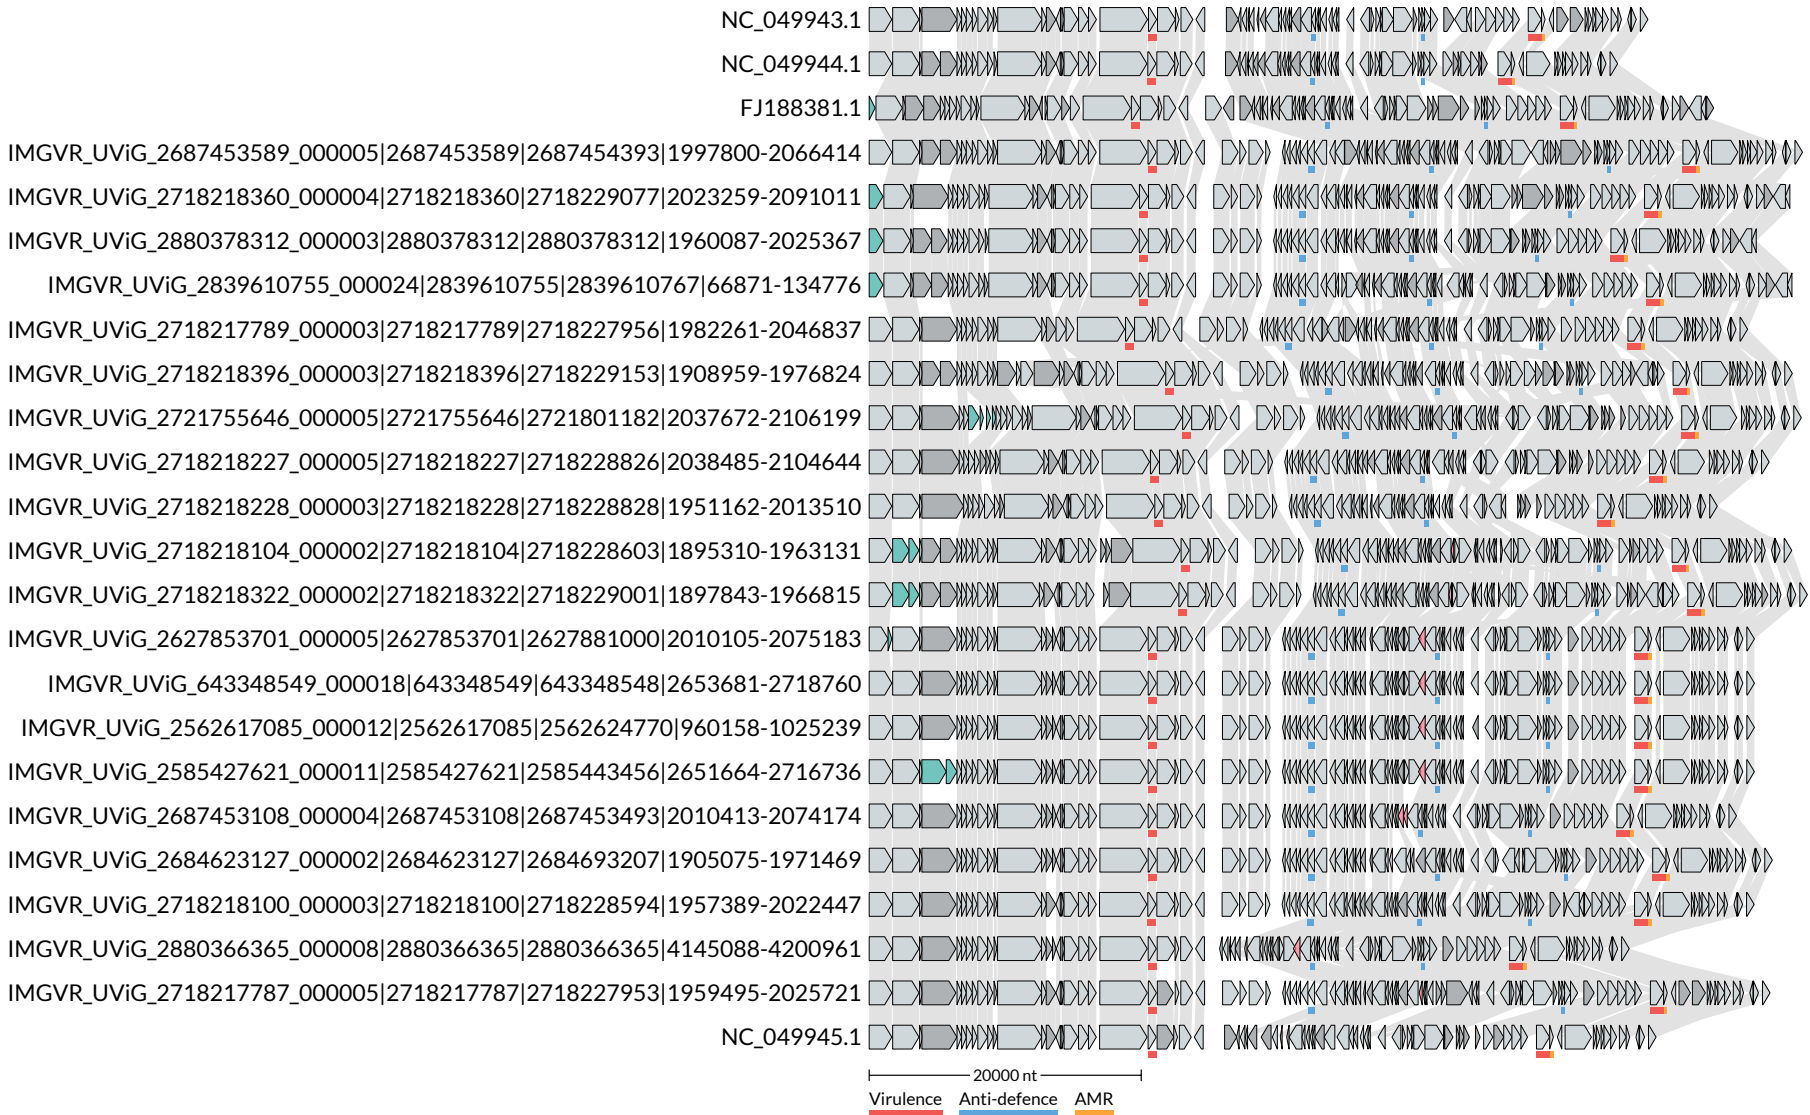 NC_049943.1
NC_049944.1
FJ188381.1
IMGVR_UViG_2687453589_000005|2687453589|2687454393|1997800-2066414
IMGVR_UViG_2718218360_000004|2718218360|2718229077|2023259-2091011
IMGVR_UViG_2880378312_000003|2880378312|2880378312|1960087-2025367
IMGVR_UViG_2839610755_000024|2839610755|2839610767|66871-134776
IMGVR_UViG_2718217789_000003|2718217789|2718227956|1982261-2046837
IMGVR_UViG_2718218396_000003|2718218396|2718229153|1908959-1976824
IMGVR_UViG_2721755646_000005|2721755646|2721801182|2037672-2106199
IMGVR_UViG_2718218227_000005|2718218227|2718228826|2038485-2104644
IMGVR_UViG_2718218228_000003|2718218228|2718228828|1951162-2013510
IMGVR_UViG_2718218104_000002|2718218104|2718228603|1895310-1963131
IMGVR_UViG_2718218322_000002|2718218322|2718229001|1897843-1966815
IMGVR_UViG_2627853701_000005|2627853701|2627881000|2010105-2075183
IMGVR_UViG_643348549_000018|643348549|643348548|2653681-2718760
IMGVR_UViG_2562617085_000012|2562617085|2562624770|960158-1025239
IMGVR_UViG_2585427621_000011|2585427621|2585443456|2651664-2716736
IMGVR_UViG_2687453108_000004|2687453108|2687453493|2010413-2074174
IMGVR_UViG_2684623127_000002|2684623127|2684693207|1905075-1971469
IMGVR_UViG_2718218100_000003|2718218100|2718228594|1957389-2022447
IMGVR_UViG_2880366365_000008|2880366365|2880366365|4145088-4200961
IMGVR_UViG_2718217787_000005|2718217787|2718227953|1959495-2025721
NC_049945.1
20000 nt
Virulence Anti-defence AMR